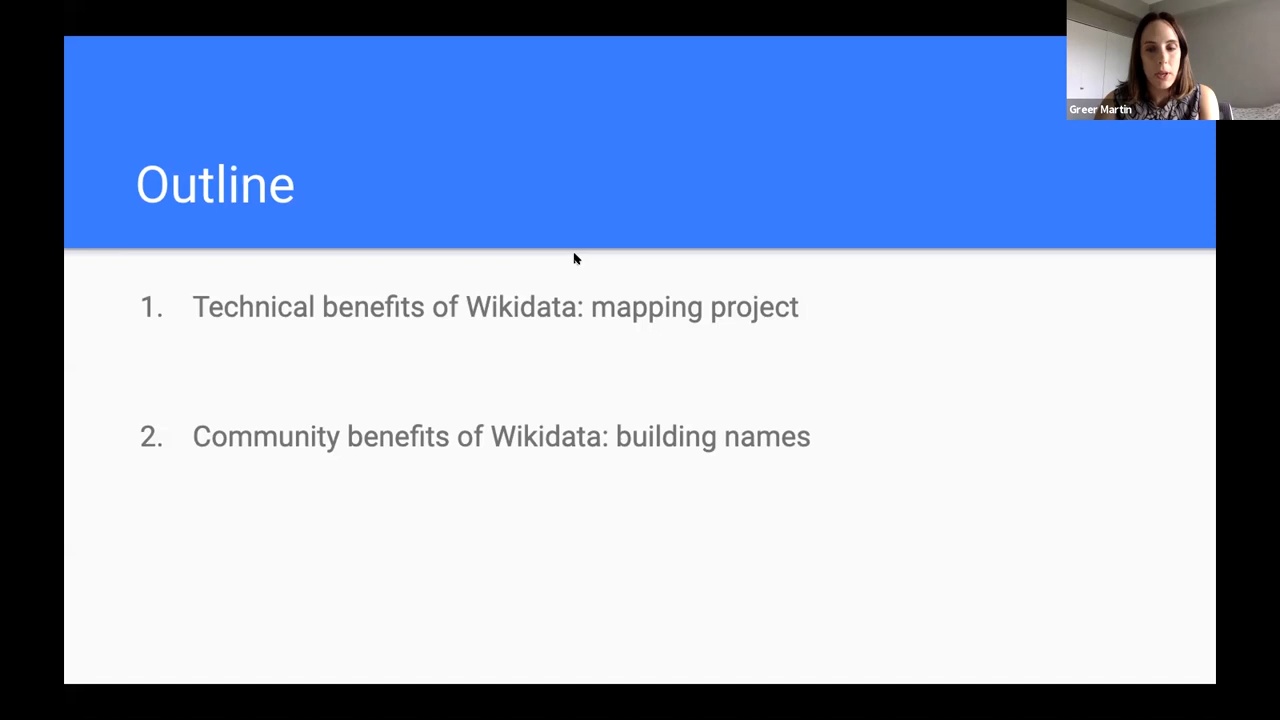 Greer Martin
Outline
1. Technical benefits of Wikidata: mapping project
2. Community benefits of Wikidata: building names